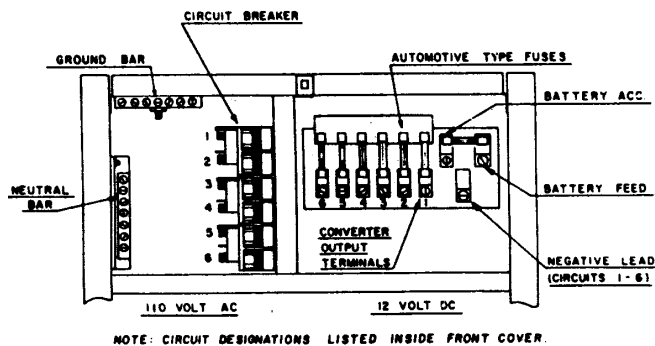 CIRCUIT BREAKER
GROUND BAR
AUTOMOTIVE TYPE FUSES
BATTERY ACC.
1
2
3
4
5
6
6 5 4 3 2 1
NEUTRAL
BAR
BATTERY FEED
CONVERTER
OUTPUT
TERMINALS
NEGATIVE LEAD
(CIRCUITS 1-6)
110 VOLT AC
12 VOLT DC
NOTE: CIRCUIT DESIGNATIONS LISTED INSIDE FRONT COVER.